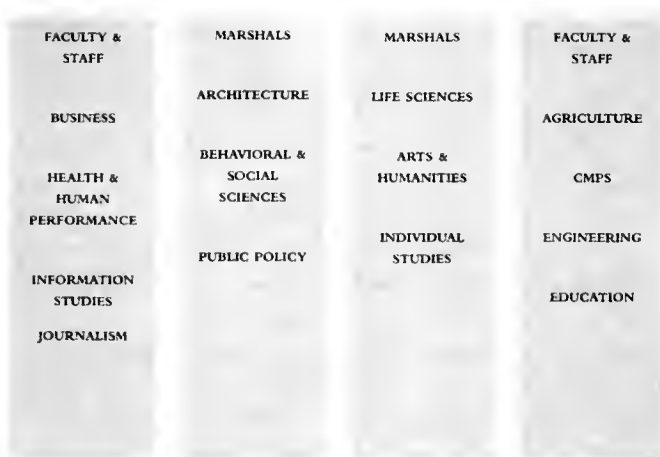 FACULTY &
STAFF
BUSINESS
HEALTH &
HUMAN
PERFORMANCE
INFORMATION
STUDIES
JOURNALISM
MARSHALS
ARCHITECTURE
BEHAVIORAL &
SOCIAL
SCIENCES
PUBLIC POLICY
MARSHALS
LIFE SCIENCES
ARTS &
HUMANITIES
INDIVIDUAL
STUDIES
FACULTY &
STAFF
AGRICULTURE
CMPS
ENGINEERING
EDUCATION